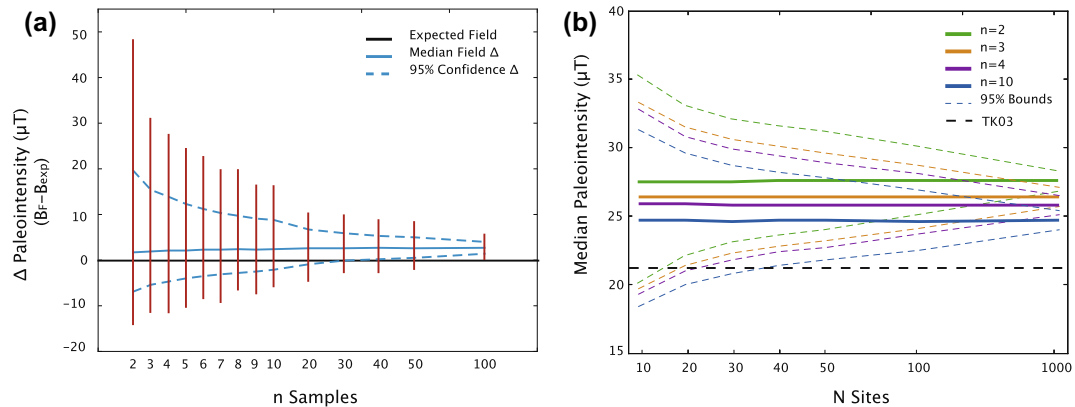 (a)
50
40
30
20
10
0
-10
-20
Δ Paleointensity (μT)
(BF−Bexp)
Expected Field
Median Field Δ
95% Confidence Δ
2 3 4 5 6 7 8 9 10 20 30 40 50 100
n Samples
(b)
40
35
30
25
20
15
Median Paleointensity (μT)
n=2
n=3
n=4
n=10
95% Bounds
TK03
10 20 30 40 50 100 1000
N Sites